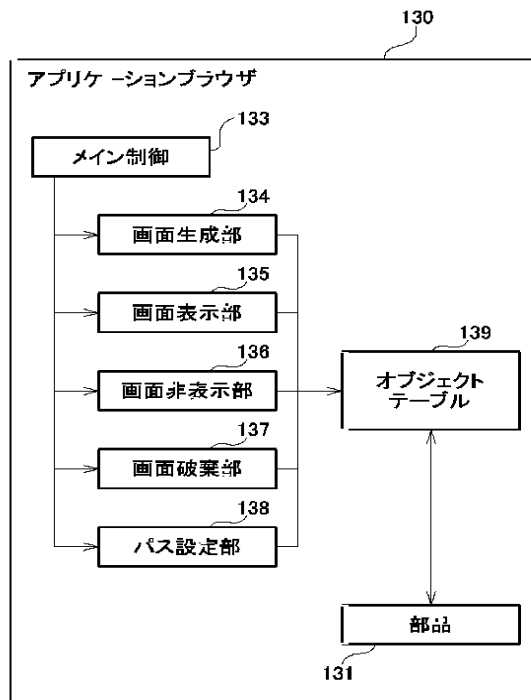 130
アプリケーションブラウザ
133
メイン制御
134
画面生成部
135
画面表示部
136
画面非表示部
137
画面破棄部
138
パス設定部
139
オブジェクト
テーブル
部品
131